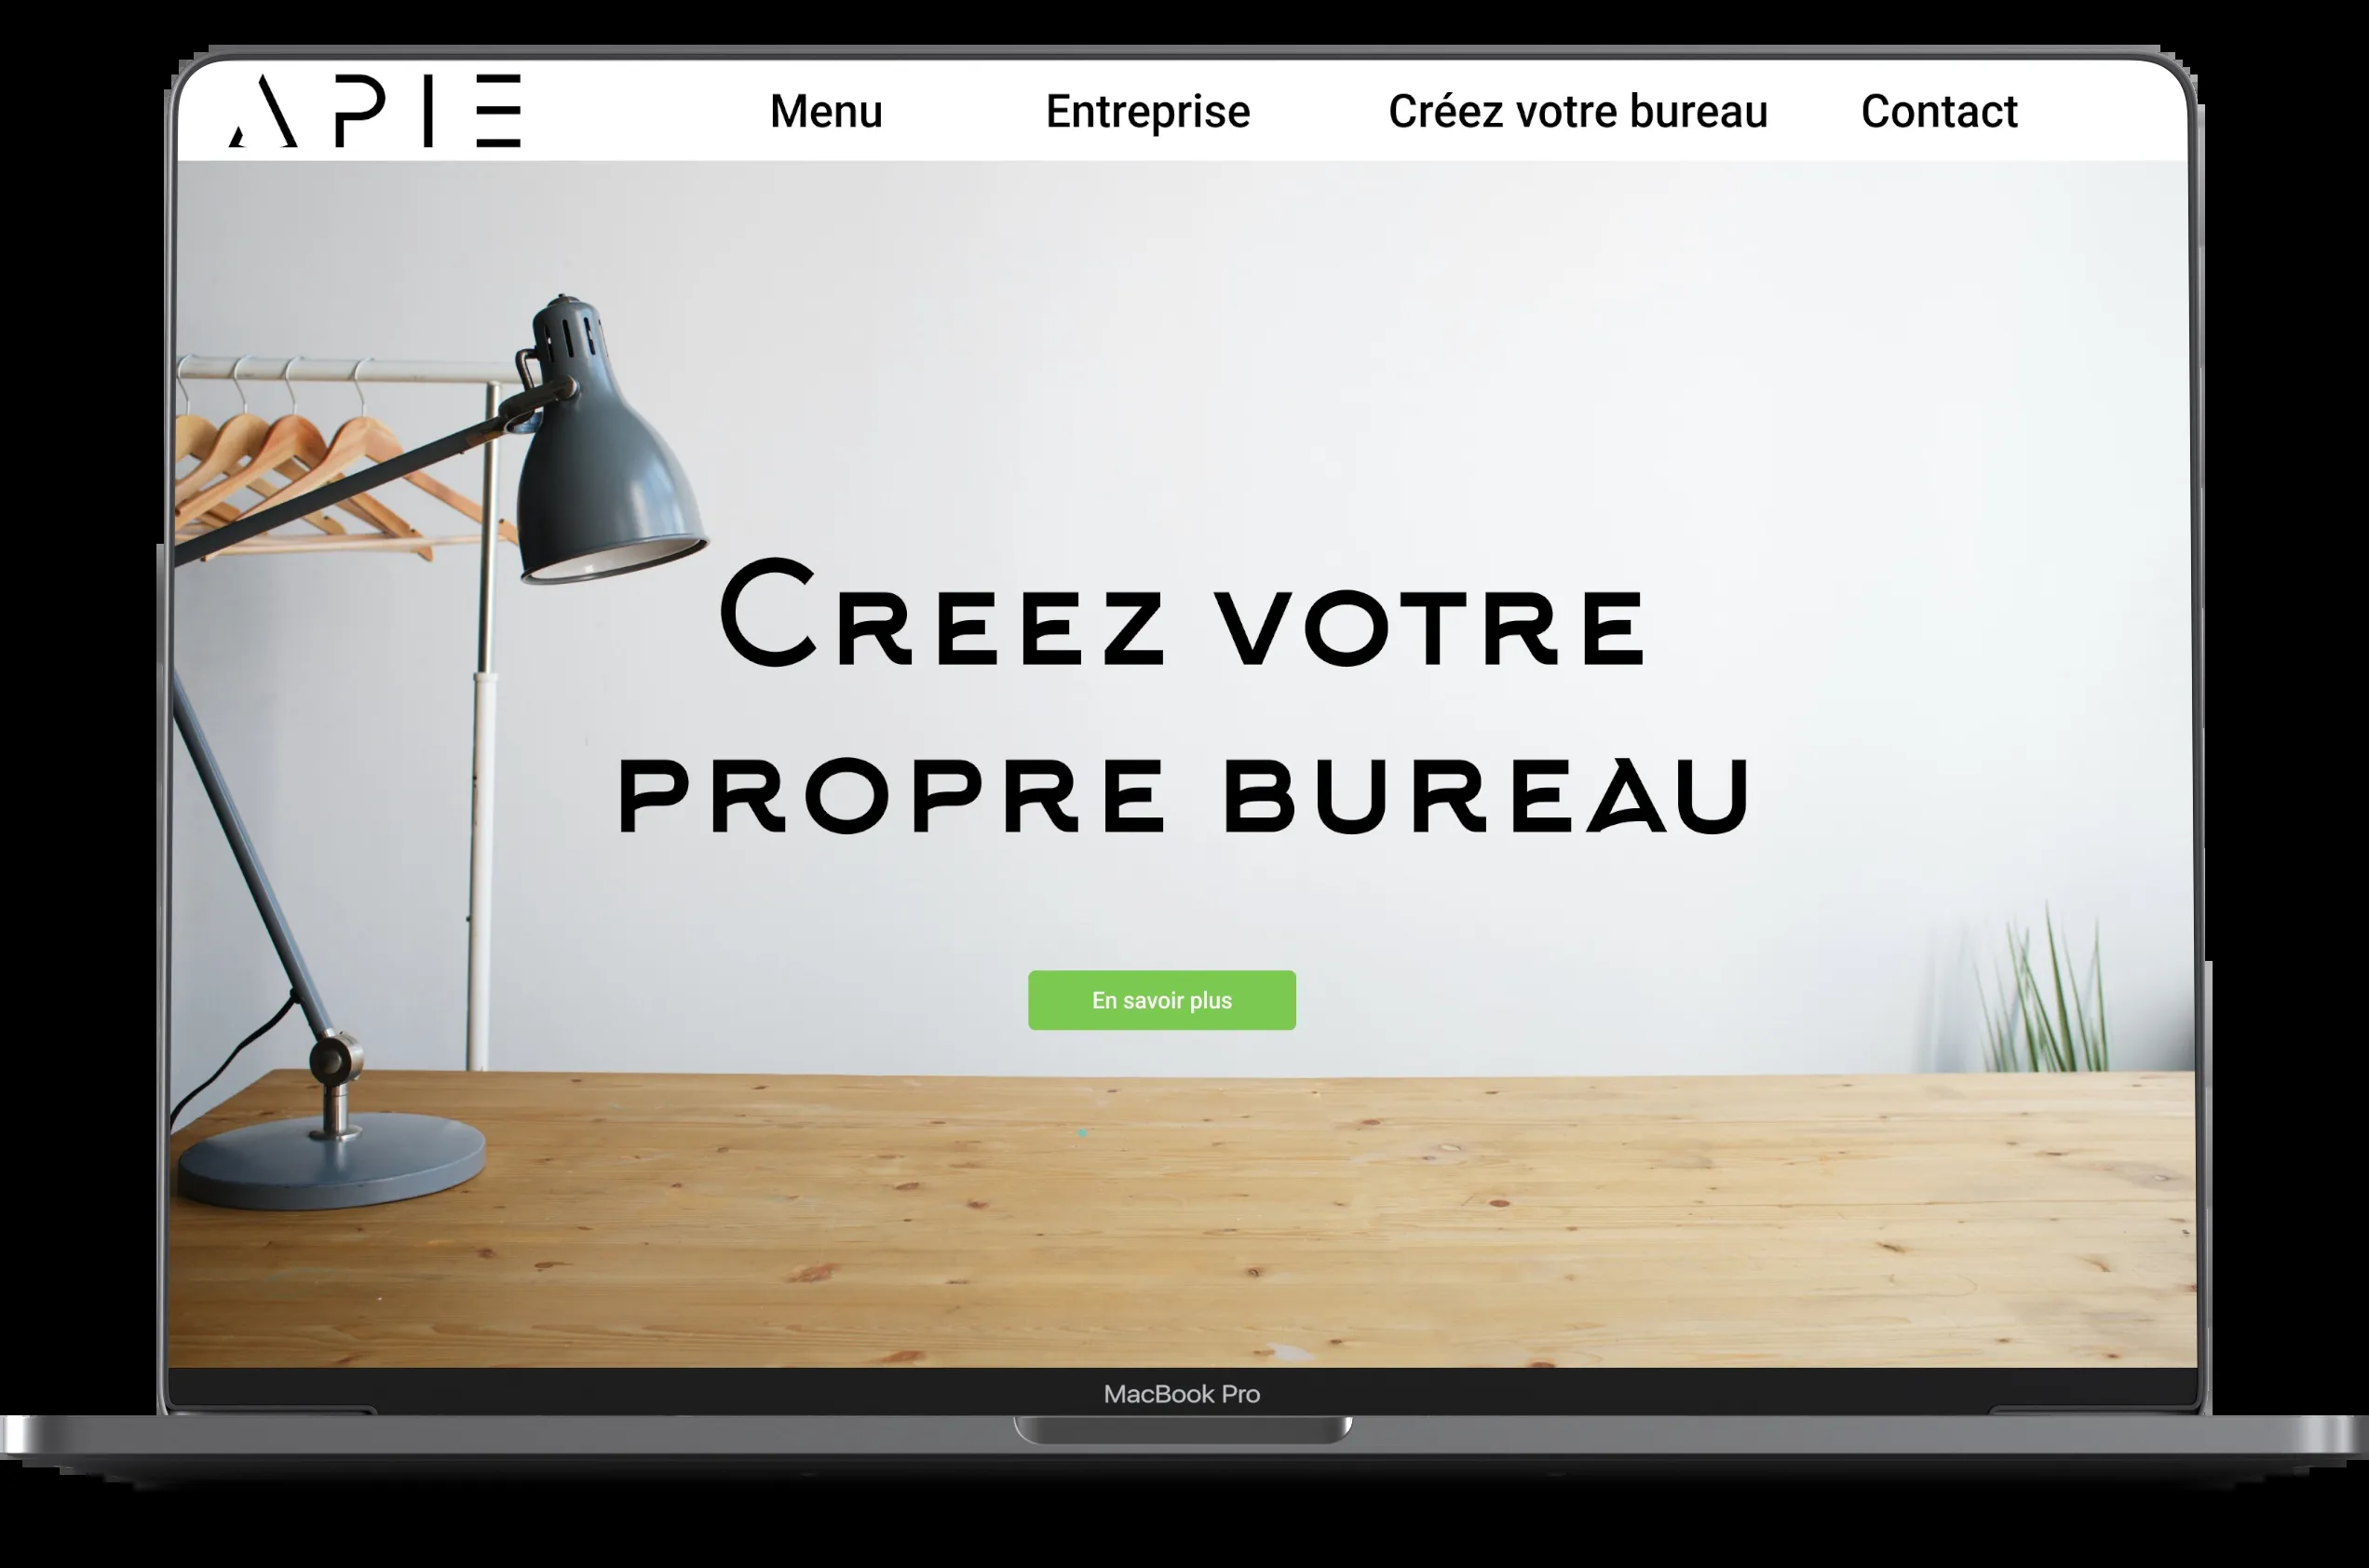 APIE
Menu Entreprise Créez votre bureau Contact
Creez votre
propre bureau
En savoir plus
MacBook Pro